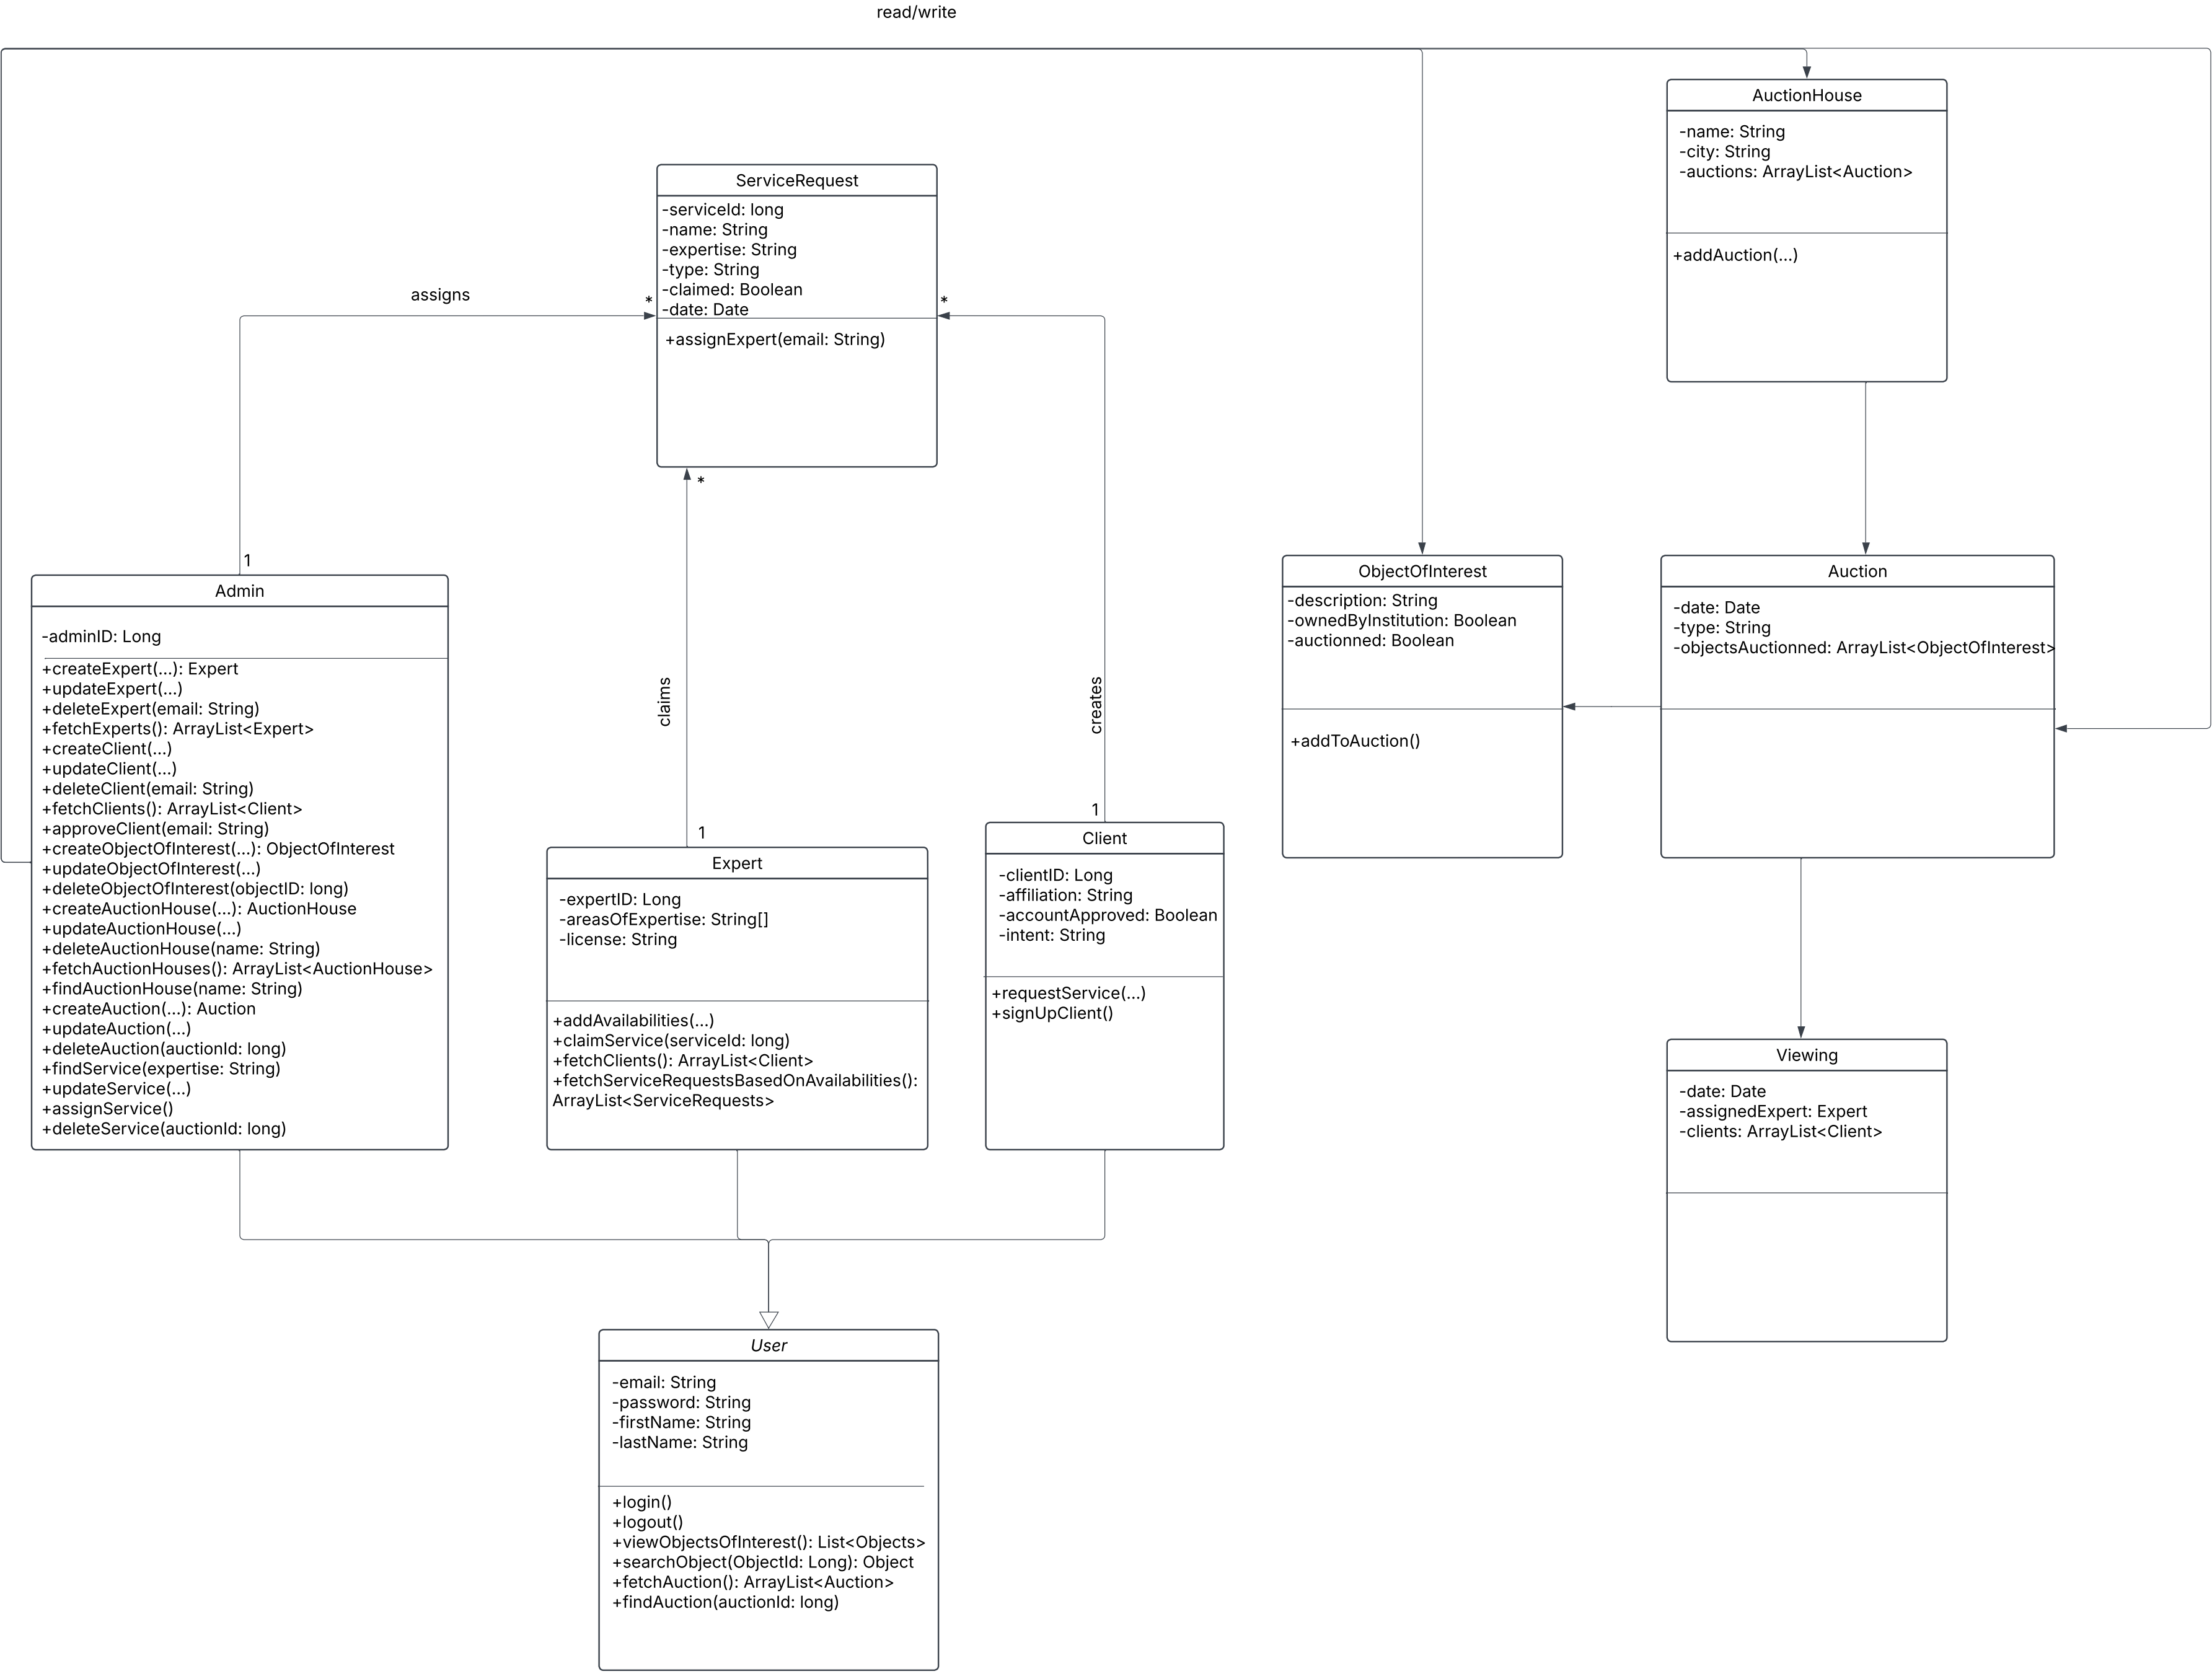 read/write
AuctionHouse
-name: String
-city: String
-auctions: ArrayList<Auction>
+addAuction(...)
ServiceRequest
-serviceId: long
-name: String
-expertise: String
-type: String
-claimed: Boolean
-date: Date
+assignExpert(email: String)
assigns
*
*
*
1
claims
1
creates
1
Admin
-adminID: Long
+createExpert(...): Expert
+updateExpert(...)
+deleteExpert(email: String)
+fetchExperts(): ArrayList<Expert>
+createClient(...)
+updateClient(...)
+deleteClient(email: String)
+fetchClients(): ArrayList<Client>
+approveClient(email: String)
+createObjectOfInterest(...): ObjectOfInterest
+updateObjectOfInterest(...)
+deleteObjectOfInterest(objectID: long)
+createAuctionHouse(...): AuctionHouse
+updateAuctionHouse(...)
+deleteAuctionHouse(name: String)
+fetchAuctionHouses(): ArrayList<AuctionHouse>
+findAuctionHouse(name: String)
+createAuction(...): Auction
+updateAuction(...)
+deleteAuction(auctionId: long)
+findService(expertise: String)
+updateService(...)
+assignService()
+deleteService(auctionId: long)
Expert
-expertID: Long
-areasOfExpertise: String[]
-license: String
+addAvailabilities(...)
+claimService(serviceId: long)
+fetchClients(): ArrayList<Client>
+fetchServiceRequestsBasedOnAvailabilities():
ArrayList<ServiceRequests>
Client
-clientID: Long
-affiliation: String
-accountApproved: Boolean
-intent: String
+requestService(...)
+signUpClient()
ObjectOfInterest
-description: String
-ownedByInstitution: Boolean
-auctionned: Boolean
+addToAuction()
Auction
-date: Date
-type: String
-objectsAuctionned: ArrayList<ObjectOfInterest>
Viewing
-date: Date
-assignedExpert: Expert
-clients: ArrayList<Client>
User
-email: String
-password: String
-firstName: String
-lastName: String
+login()
+logout()
+viewObjectsOfInterest(): List<Objects>
+searchObject(ObjectId: Long): Object
+fetchAuction(): ArrayList<Auction>
+findAuction(auctionId: long)